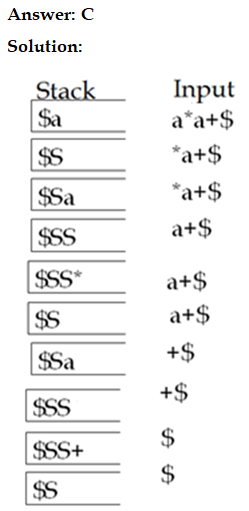 Answer: C
Solution:
Stack Input
$a a*a+$
$S *a+$
$Sa *a+$
$SS a+$
$SS* a+$
$S a+$
$Sa +$
$SS +$
$SS+ $
$S $